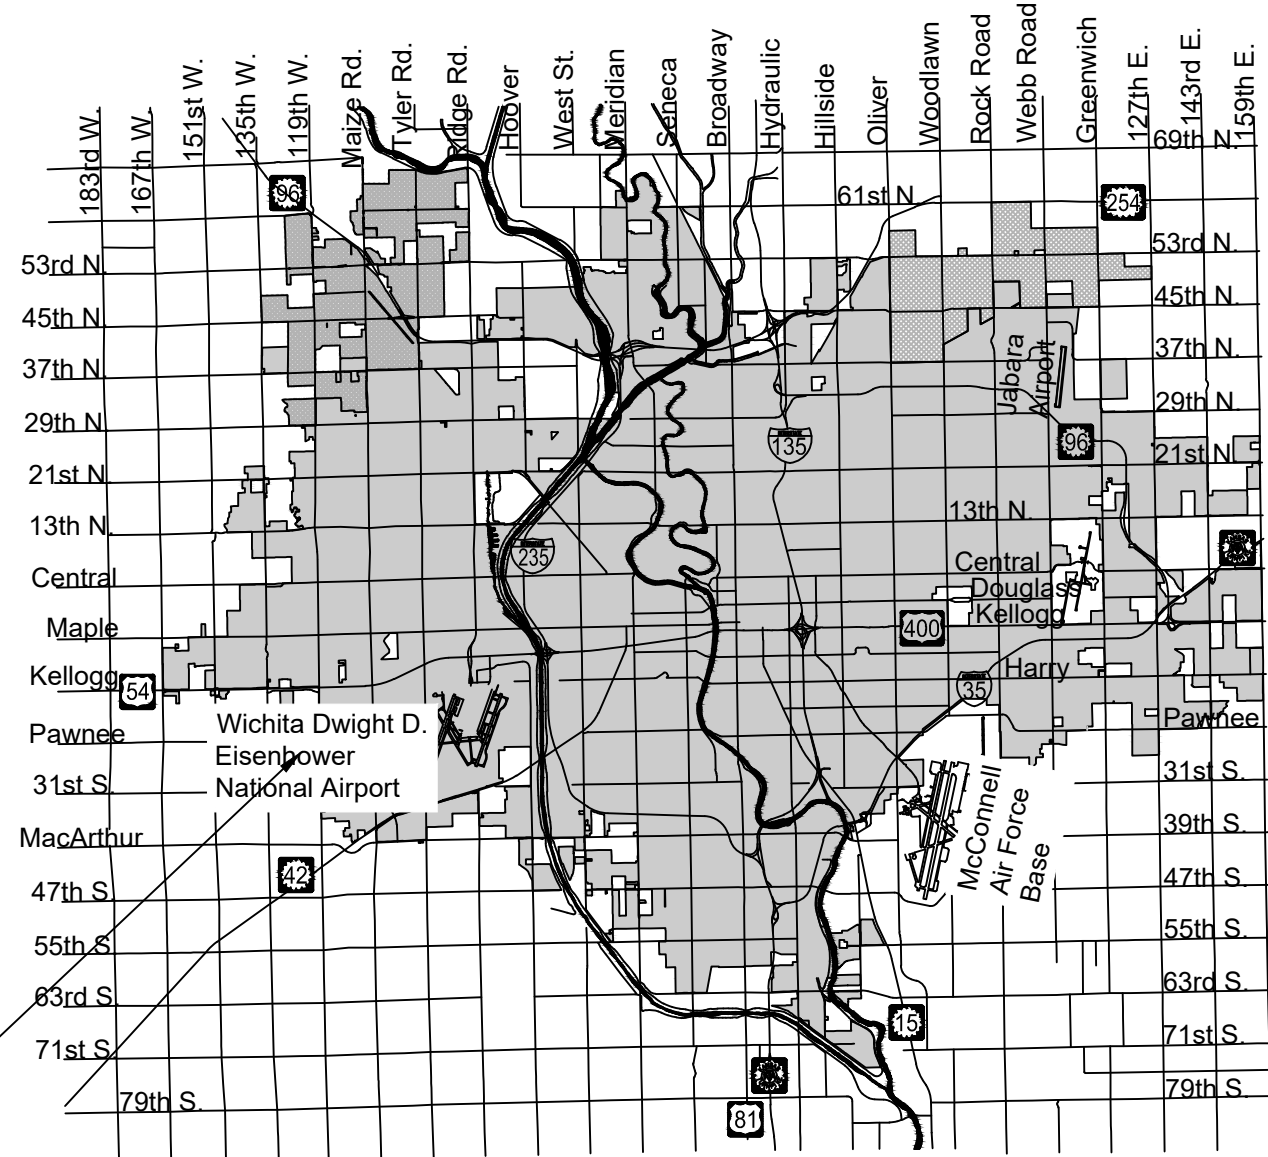 183rd W.
167th W.
151st W.
135th W.
119th W.
Maize Rd.
Tyler Rd.
Ridge Rd.
Hoover
West St.
Meridian
Seneca
Broadway
Hydraulic
Hillside
Oliver
Woodlawn
Rock Road
Webb Road
Greenwich
127th E.
143rd E.
159th E.
69th N.
96
61st N.
254
53rd N.
53rd N.
45th N.
45th N.
37th N.
37th N.
Jabara
Airport
29th N.
29th N.
135
96
21st N.
21st N.
13th N.
13th N.
235
Central
Central
Douglass
Kellogg
Maple
400
Kellogg
54
Harry
35
Pawnee
Pawnee
Wichita Dwight D.
Eisenhower
National Airport
31st S.
31st S.
McConnell
Air Force
Base
MacArthur
39th S.
42
47th S.
47th S.
55th S.
55th S.
63rd S.
63rd S.
15
71st S.
71st S.
79th S.
79th S.
81